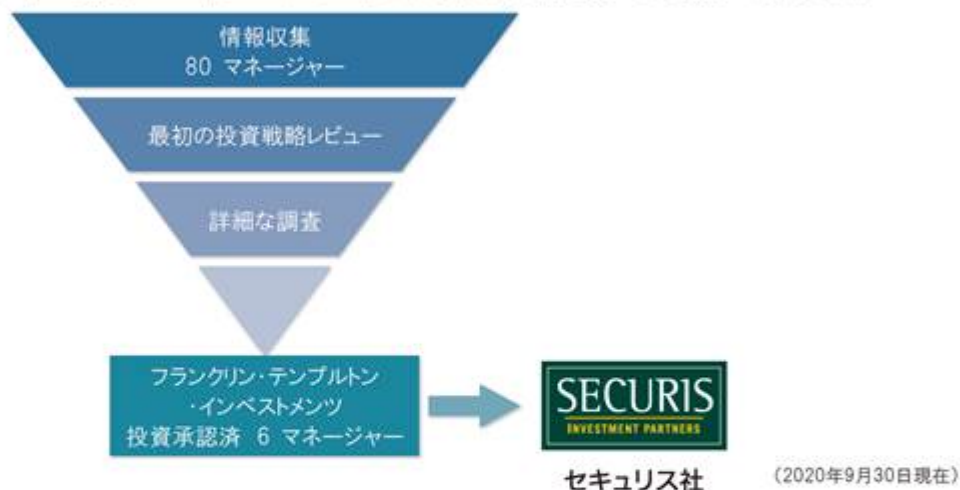 情報収集
80 マネージャー
最初の投資戦略レビュー
詳細な調査
フランクリン・テンプルトン
・インベストメンツ
投資承認済 6 マネージャー
SECURIS
INVESTMENT PARTNERS
セキュリス社
(2020年9月30日現在)